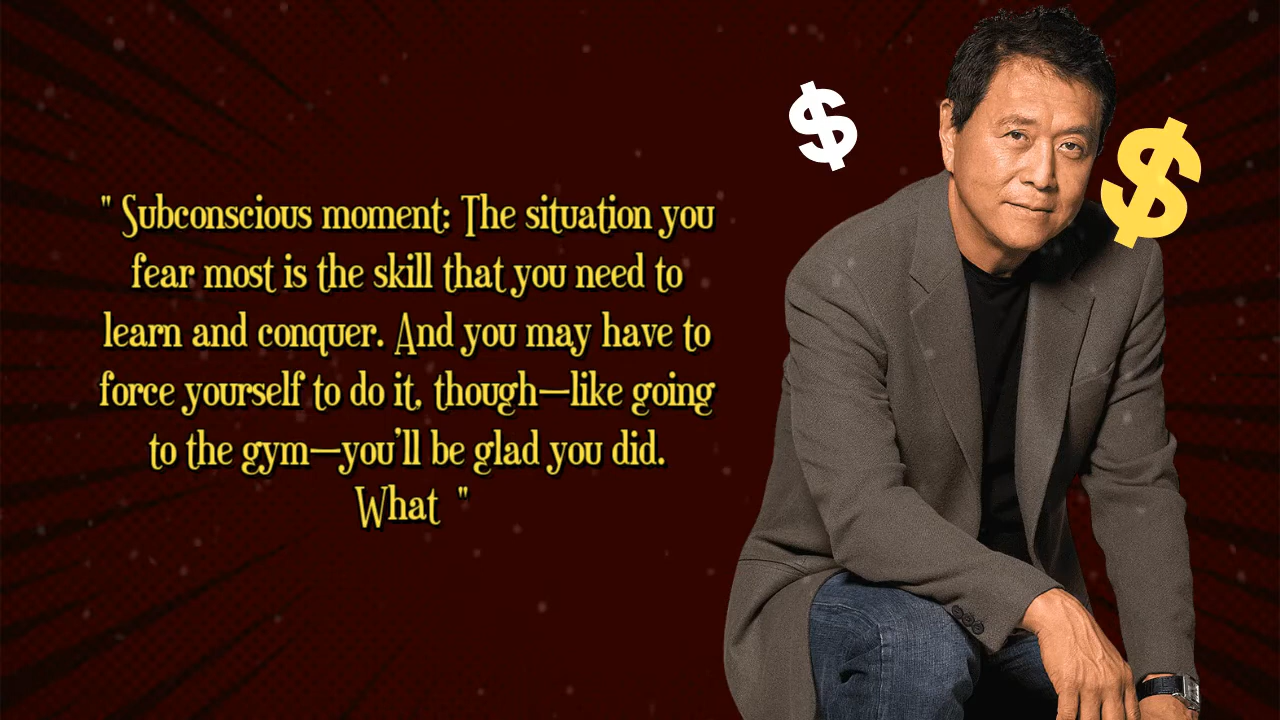 " Subconscious moment: The situation you
fear most is the skill that you need to
learn and conquer. And you may have to
force yourself to do it, though—like going
to the gym—you’ll be glad you did.
What "
$
$